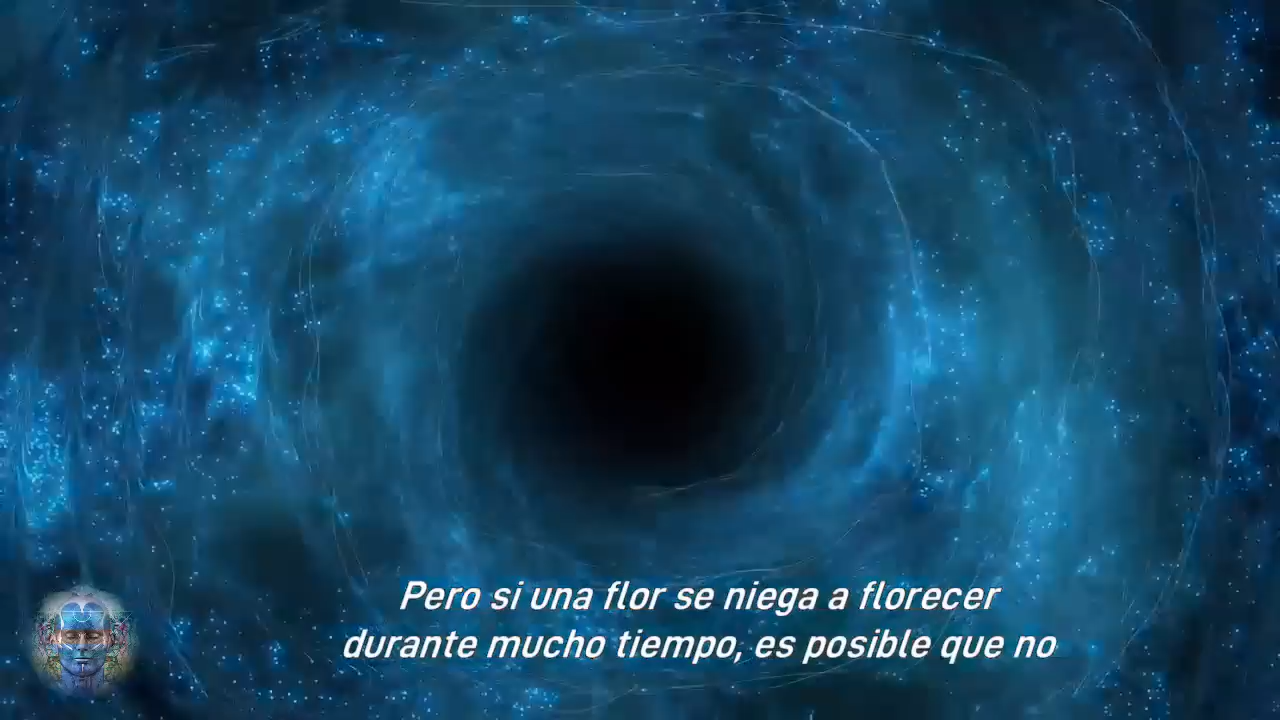 Pero si una flor se niega a florecer
durante mucho tiempo, es posible que no